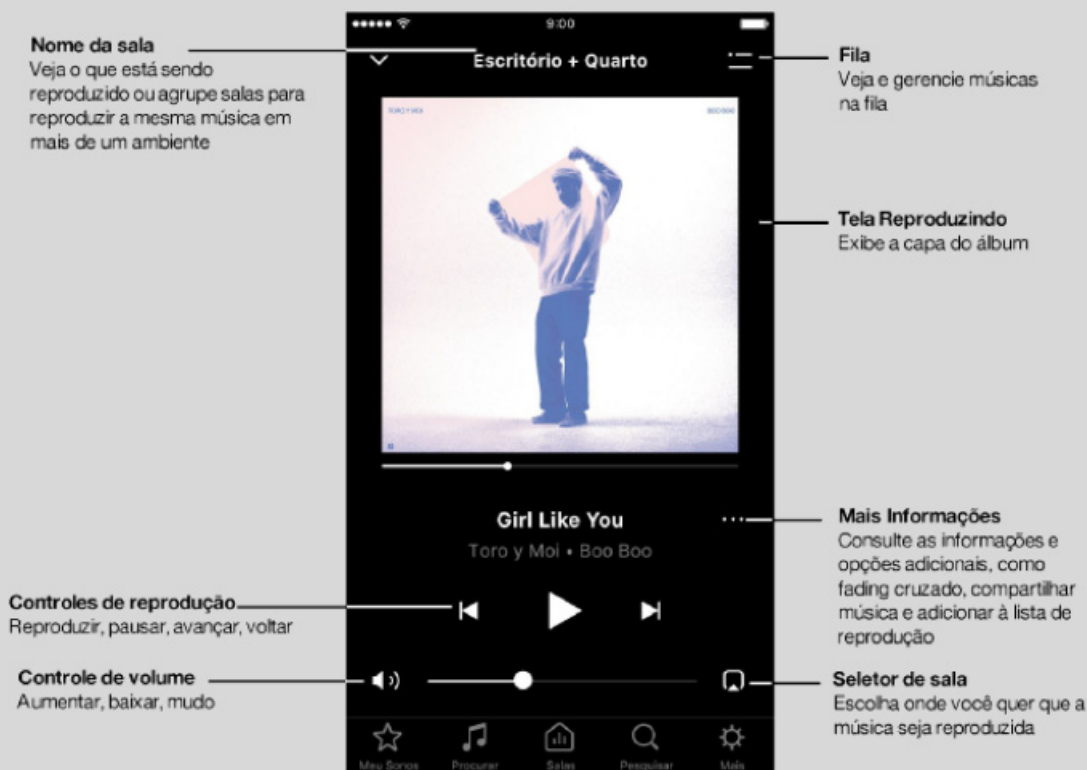 9:00
Escritório + Quarto
Nome da sala
Veja o que está sendo
reproduzido ou agrupe salas para
reproduzir a mesma música em
mais de um ambiente
Fila
Veja e gerencie músicas
na fila
TORO Y MOI
BOO BOO
Tela Reproduzindo
Exibe a capa do álbum
Girl Like You
Toro y Moi • Boo Boo
Mais Informações
Consulte as informações e
opções adicionais, como
fading cruzado, compartilhar
música e adicionar à lista de
reprodução
Controles de reprodução
Reproduzir, pausar, avançar, voltar
Controle de volume
Aumentar, baixar, mudo
Seletor de sala
Escolha onde você quer que a
música seja reproduzida
Meu Sonos
Procurar
Salas
Pesquisar
Mais